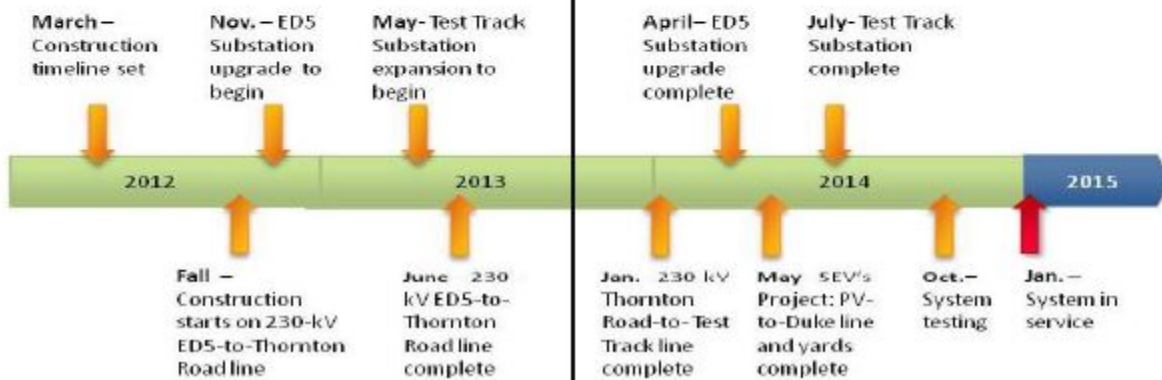 March –
Construction
timeline set
Nov. – ED5
Substation
upgrade to
begin
May- Test Track
Substation
expansion to
begin
April– ED5
Substation
upgrade
complete
July- Test Track
Substation
complete
2012
2013
2014
2015
Fall –
Construction
starts on 230-kV
ED5-to-Thornton
Road line
June 230
kV ED5-to-
Thornton
Road line
complete
Jan. 230 kV
Thornton
Road-to-Test
Track line
complete
May SEV's
Project: PV-
to-Duke line
and yards
complete
Oct.–
System
testing
Jan. –
System in
service